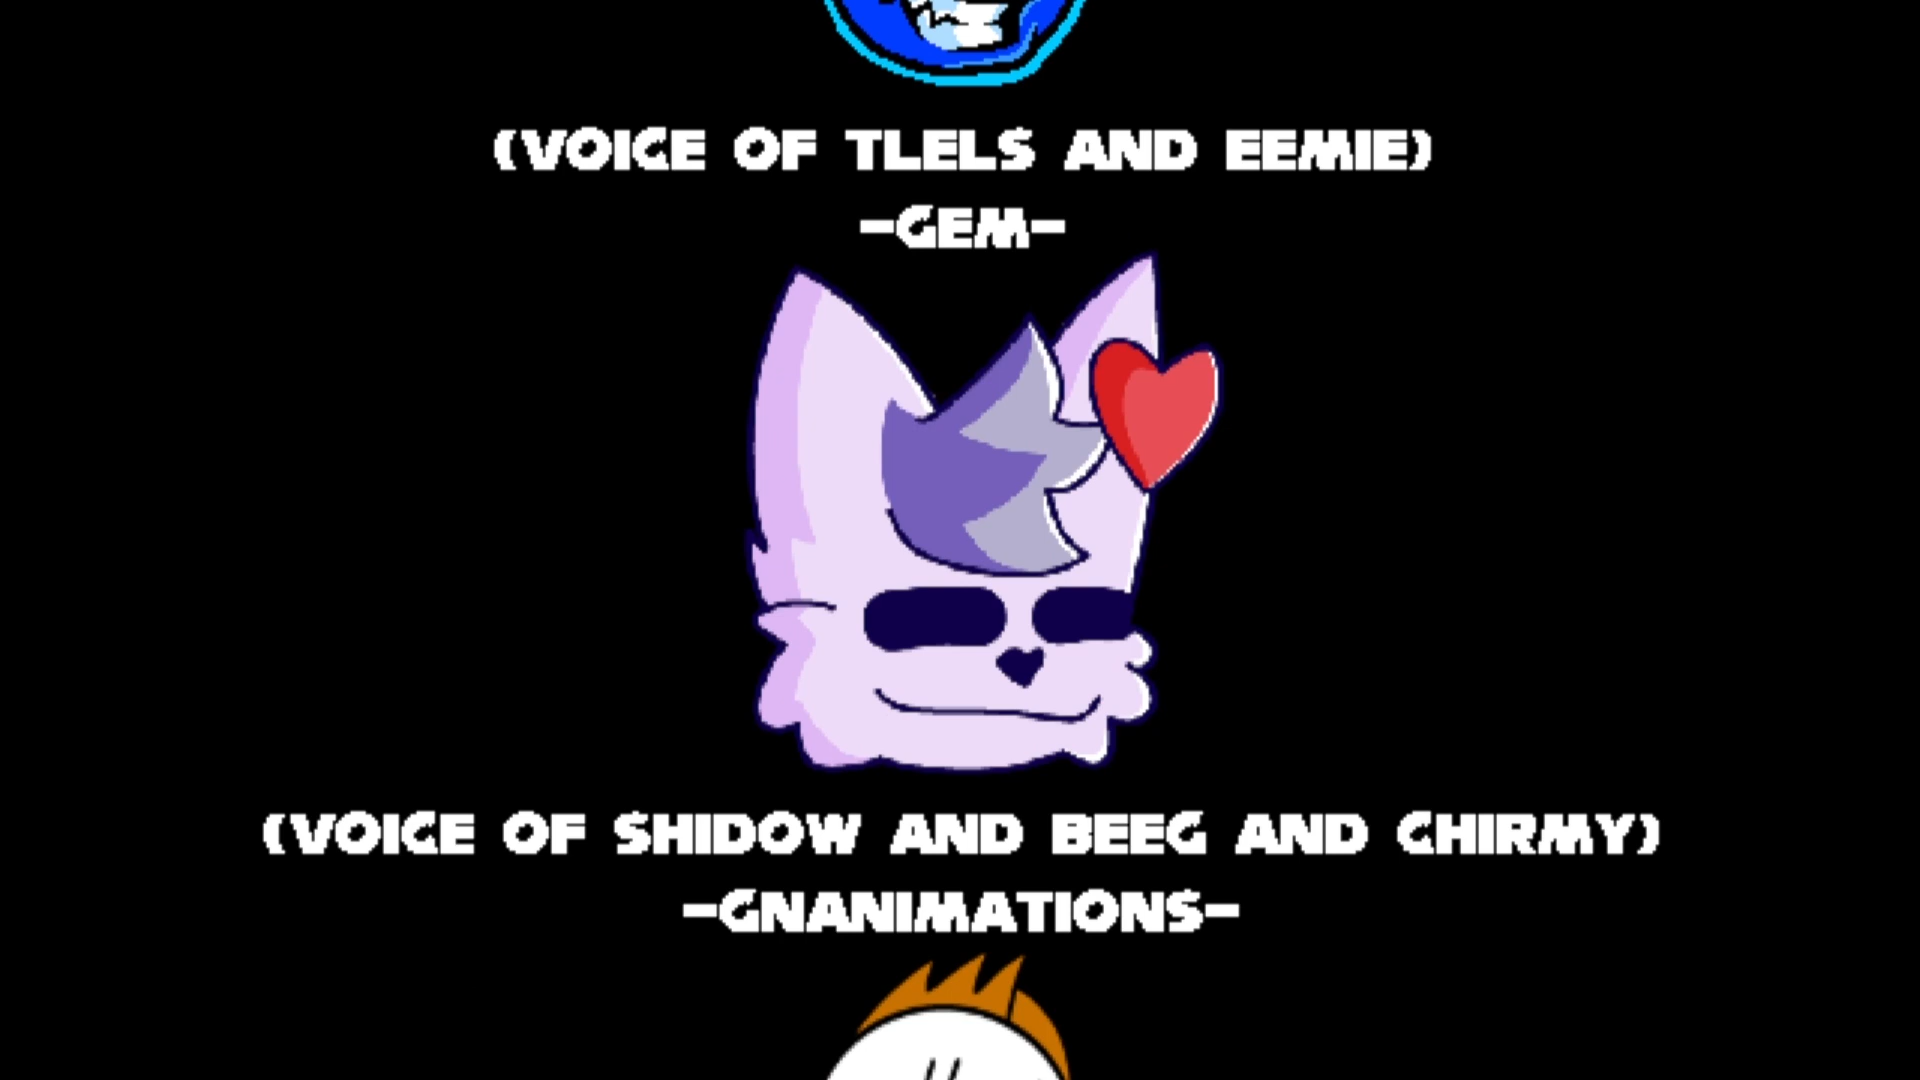 (VOICE OF TLELS AND EEMIE)
-GEM-
(VOICE OF SHIDOW AND BEEG AND CHIRMY)
-GNANIMATIONS-